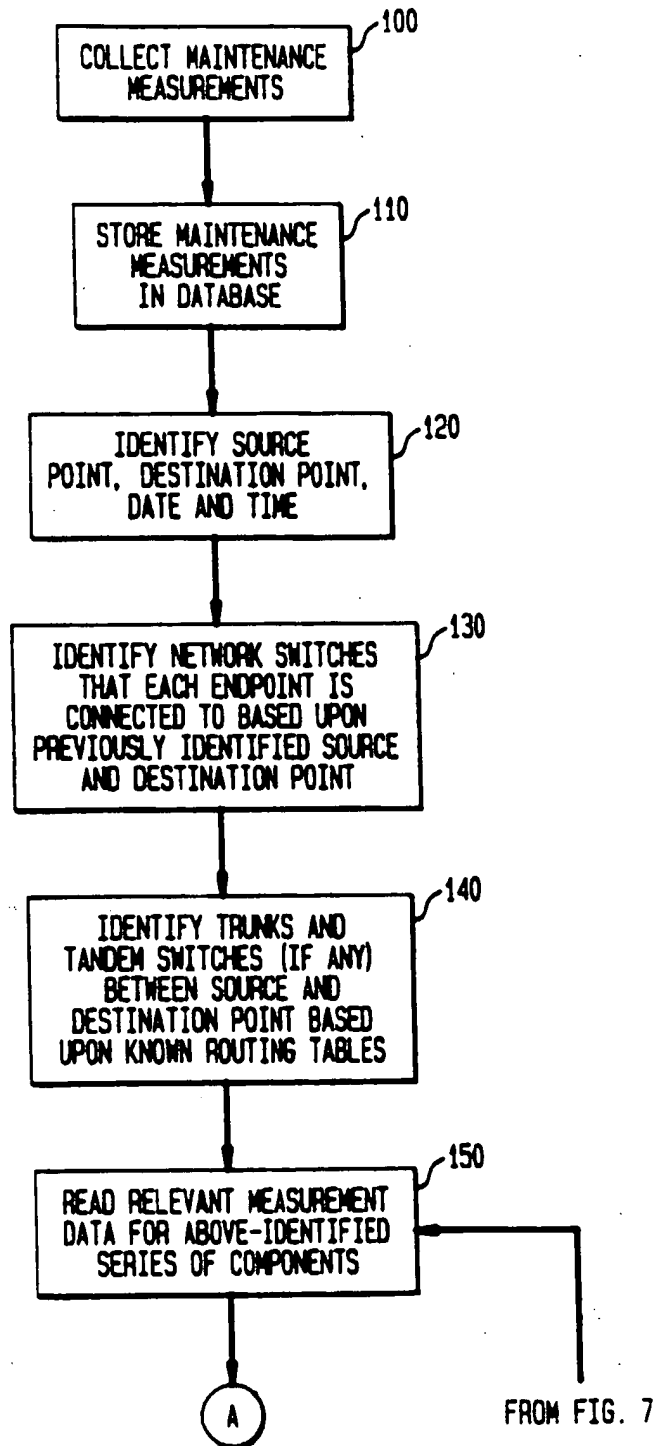 100
COLLECT MAINTENANCE
MEASUREMENTS
110
STORE MAINTENANCE
MEASUREMENTS
IN DATABASE
120
IDENTIFY SOURCE
POINT, DESTINATION POINT,
DATE AND TIME
130
IDENTIFY NETWORK SWITCHES
THAT EACH ENDPOINT IS
CONNECTED TO BASED UPON
PREVIOUSLY IDENTIFIED SOURCE
AND DESTINATION POINT
140
IDENTIFY TRUNKS AND
TANDEM SWITCHES (IF ANY)
BETWEEN SOURCE AND
DESTINATION POINT BASED
UPON KNOWN ROUTING TABLES
150
READ RELEVANT MEASUREMENT
DATA FOR ABOVE-IDENTIFIED
SERIES OF COMPONENTS
A
FROM FIG. 7